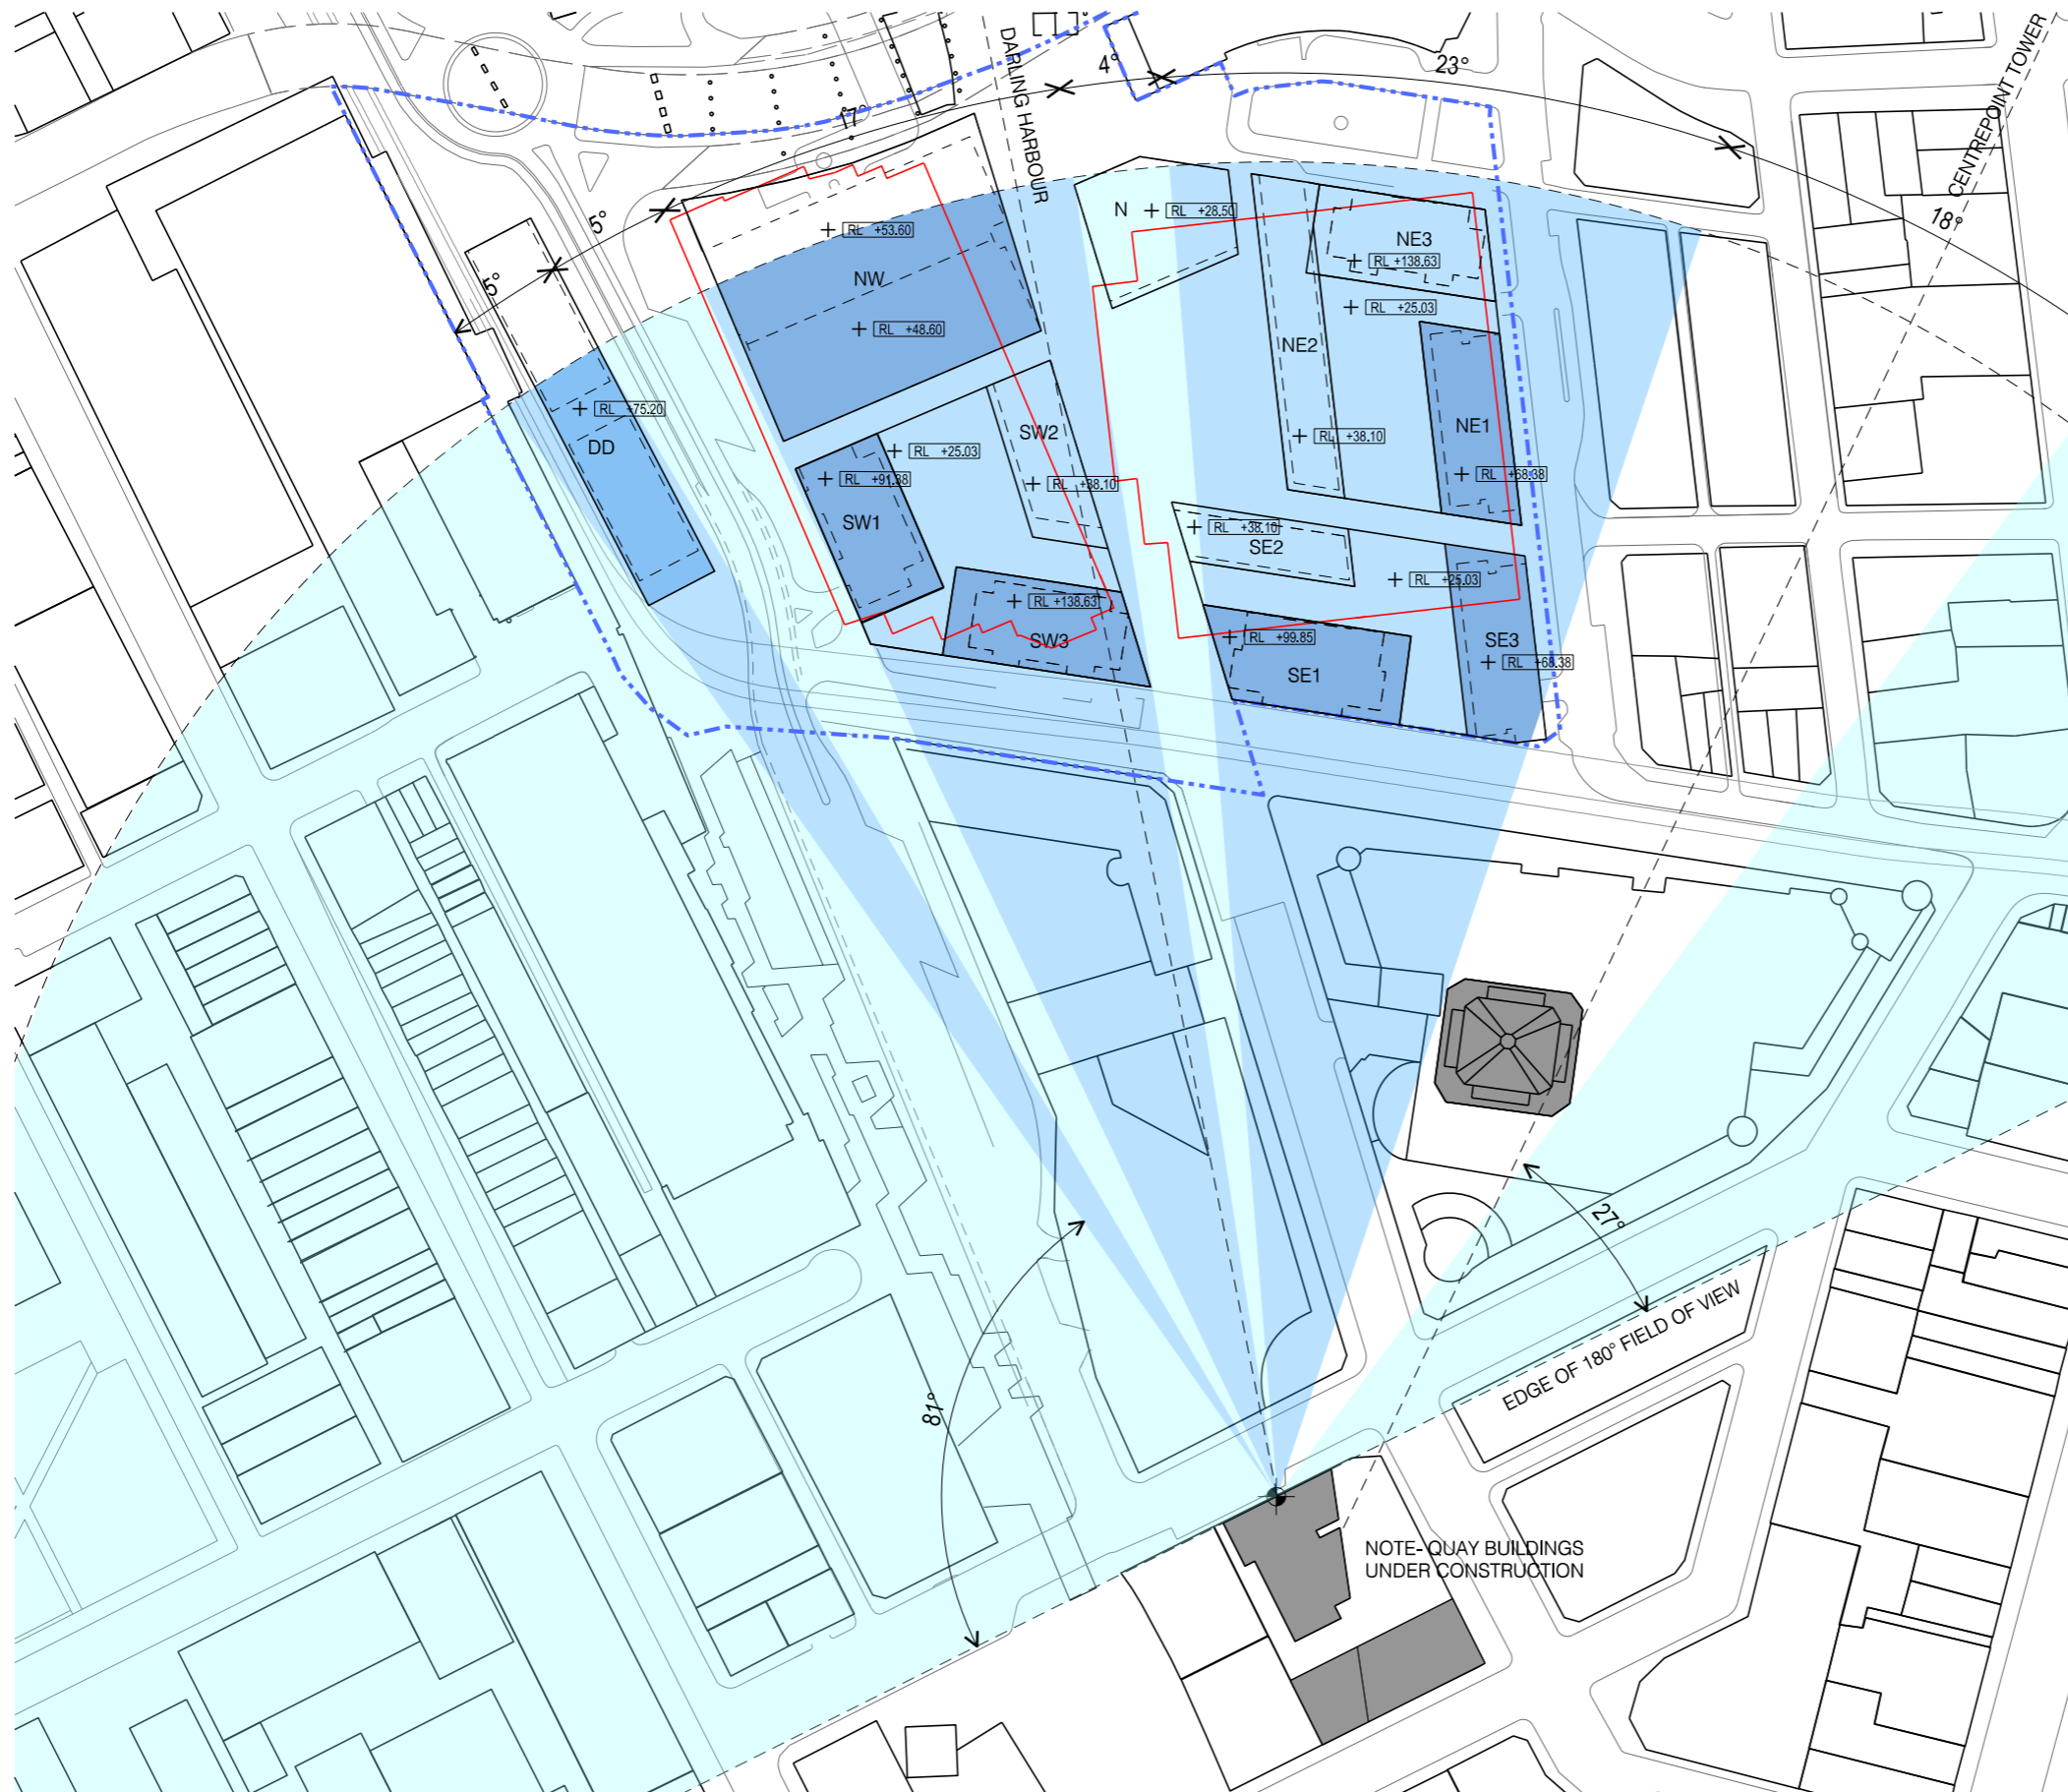 DARLING HARBOUR
4°
23°
17°
CENTREPOINT TOWER
18°
5°
5°
N
RL +28.50
RL +53.60
NW
NE3
RL +138.63
RL +48.60
RL +25.03
NE2
RL +75.20
DD
SW2
NE1
RL +38.10
RL +25.03
RL +91.38
RL +38.10
RL +68.38
SW1
RL +38.10
SE2
RL +25.03
RL +138.63
SW3
RL +99.85
SE1
SE3
RL +68.38
27°
EDGE OF 180° FIELD OF VIEW
81°
NOTE- QUAY BUILDINGS
UNDER CONSTRUCTION